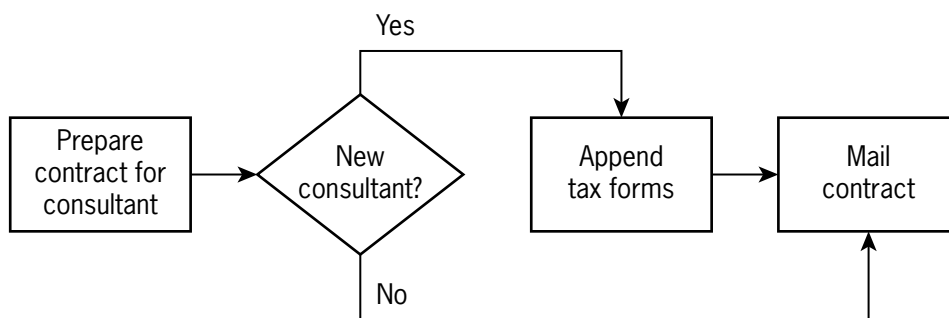 Yes
Prepare
contract for
consultant
New
consultant?
Append
tax forms
Mail
contract
No